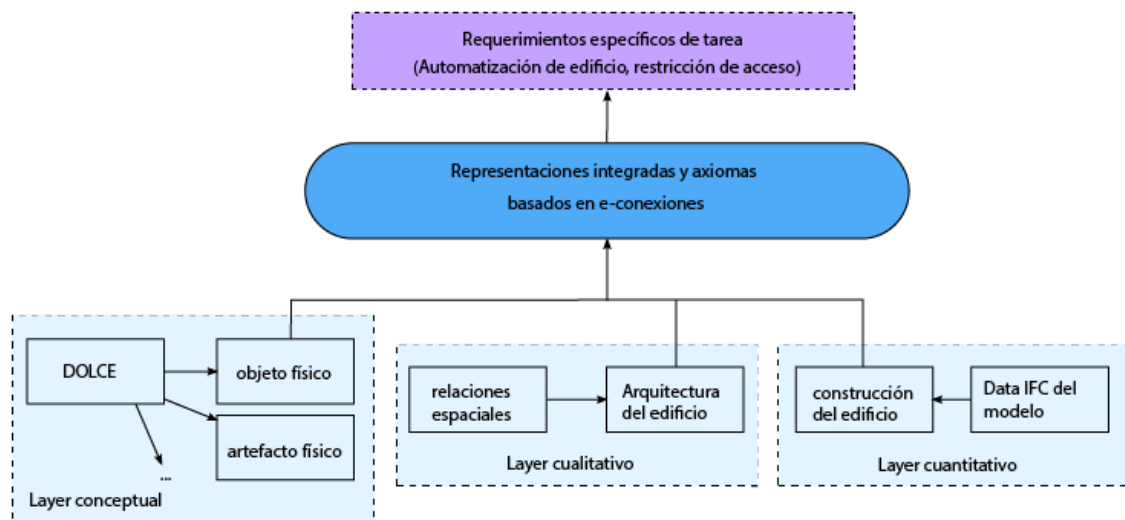 Requerimientos específicos de tarea
(Automatización de edificio, restricción de acceso)
Representaciones integradas y axiomas
basados en e-conexiones
DOLCE
objeto físico
artefacto físico
...
Layer conceptual
relaciones
espaciales
Arquitectura
del edificio
Layer cualitativo
construcción
del edificio
Data IFC del
modelo
Layer cuantitativo